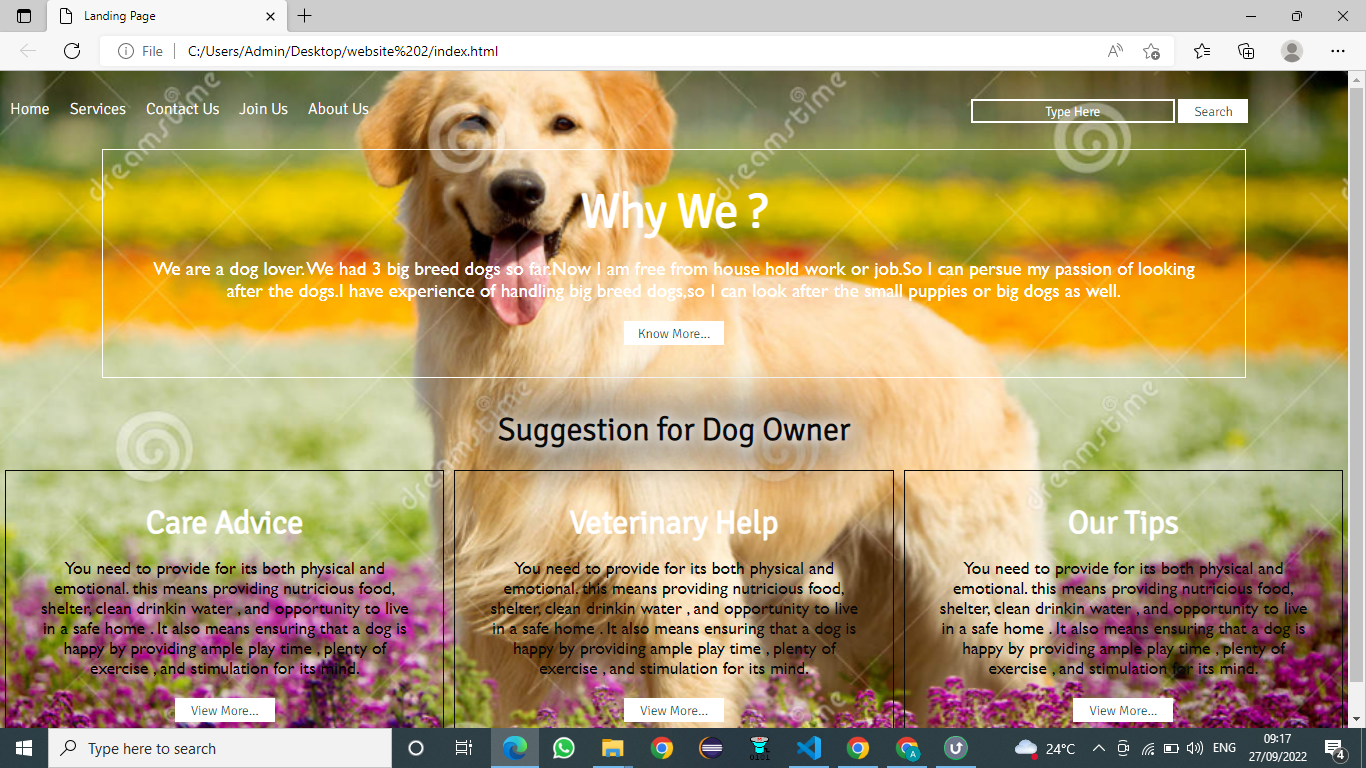 Landing Page
File
C:/Users/Admin/Desktop/website%202/index.html
Home Services Contact Us Join Us About Us
Type Here Search
dreamstime dreamstime dreamstime
Why We ?
We are a dog lover.We had 3 big breed dogs so far.Now I am free from house hold work or job.So I can persue my passion of looking
after the dogs.I have experience of handling big breed dogs,so I can look after the small puppies or big dogs as well.
Know More...
Suggestion for Dog Owner
dreamstime dreamstime
Care Advice
You need to provide for its both physical and
emotional. this means providing nutricious food,
shelter, clean drinkin water , and opportunity to live
in a safe home . It also means ensuring that a dog is
happy by providing ample play time , plenty of
exercise , and stimulation for its mind.
View More...
Veterinary Help
You need to provide for its both physical and
emotional. this means providing nutricious food,
shelter, clean drinkin water , and opportunity to live
in a safe home . It also means ensuring that a dog is
happy by providing ample play time , plenty of
exercise , and stimulation for its mind.
View More...
Our Tips
You need to provide for its both physical and
emotional. this means providing nutricious food,
shelter, clean drinkin water , and opportunity to live
in a safe home . It also means ensuring that a dog is
happy by providing ample play time , plenty of
exercise , and stimulation for its mind.
View More...
Type here to search
24°C
ENG
09:17
27/09/2022
4